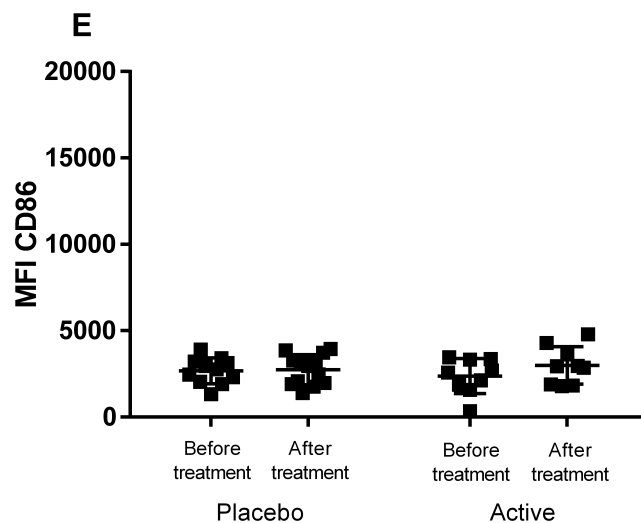 E
20000
15000
10000
5000
0
MFI CD86
Before
treatment
After
treatment
Before
treatment
After
treatment
Placebo
Active